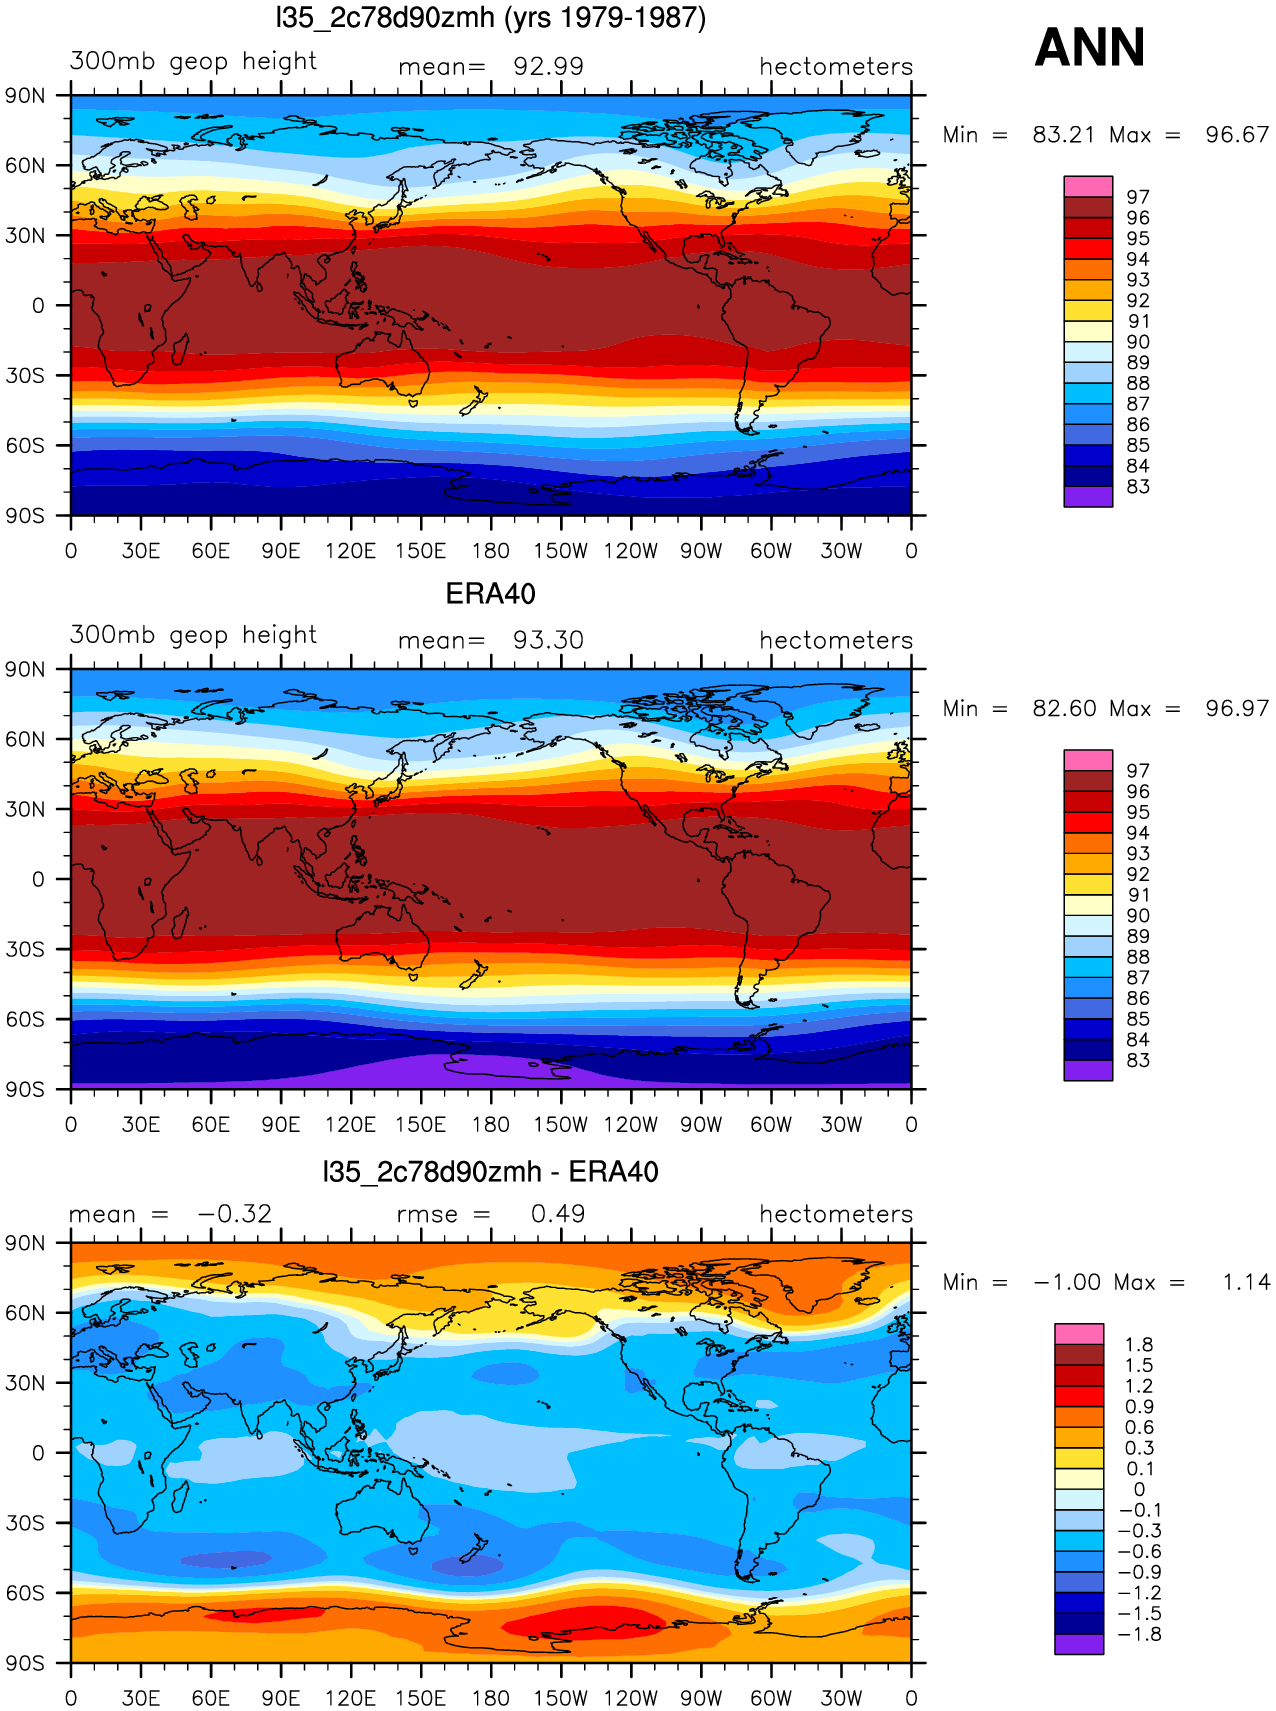 l35_2c78d90zmh (yrs 1979-1987)
ANN
300mb geop height mean= 92.99 hectometers
Min = 83.21 Max = 96.67
90N
60N
30N
0
30S
60S
90S
0 30E 60E 90E 120E 150E 180 150W 120W 90W 60W 30W 0
97
96
95
94
93
92
91
90
89
88
87
86
85
84
83
ERA40
300mb geop height mean= 93.30 hectometers
Min = 82.60 Max = 96.97
90N
60N
30N
0
30S
60S
90S
0 30E 60E 90E 120E 150E 180 150W 120W 90W 60W 30W 0
97
96
95
94
93
92
91
90
89
88
87
86
85
84
83
l35_2c78d90zmh - ERA40
mean = −0.32 rmse = 0.49 hectometers
Min = −1.00 Max = 1.14
90N
60N
30N
0
30S
60S
90S
0 30E 60E 90E 120E 150E 180 150W 120W 90W 60W 30W 0
1.8
1.5
1.2
0.9
0.6
0.3
0.1
0
−0.1
−0.3
−0.6
−0.9
−1.2
−1.5
−1.8